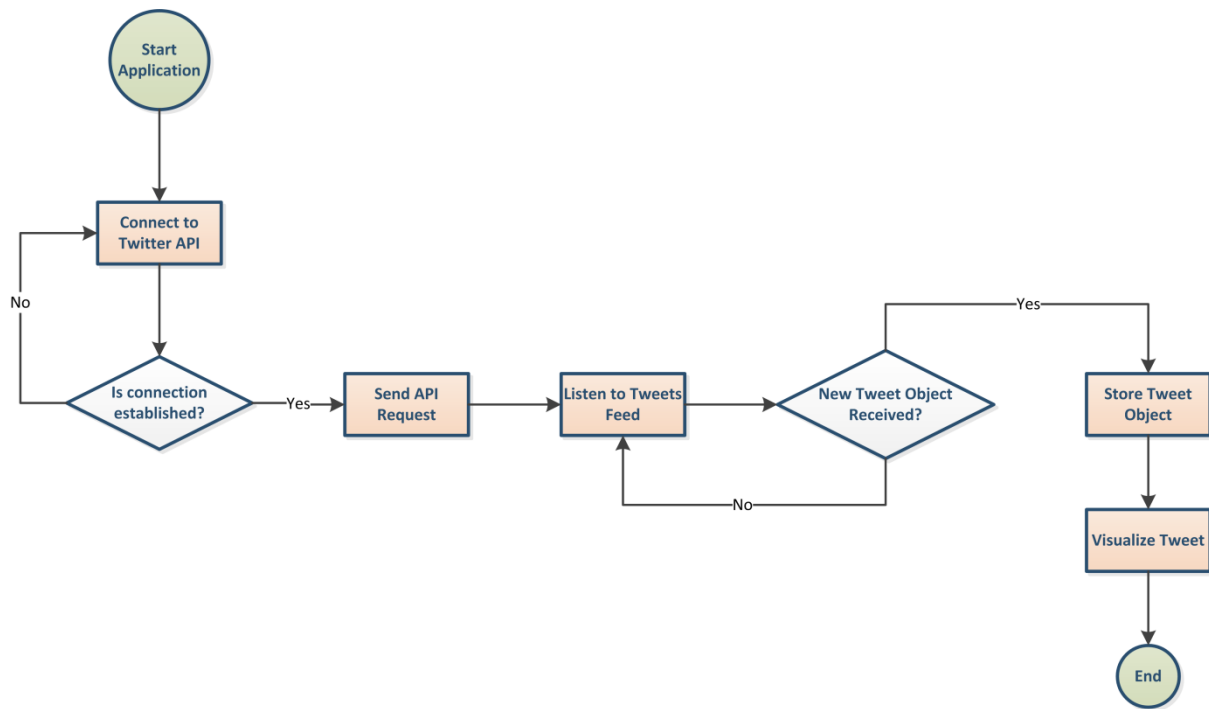 Start
Application
Connect to
Twitter API
No
Is connection
established?
Yes
Send API
Request
Listen to Tweets
Feed
New Tweet Object
Received?
No
Yes
Store Tweet
Object
Visualize Tweet
End